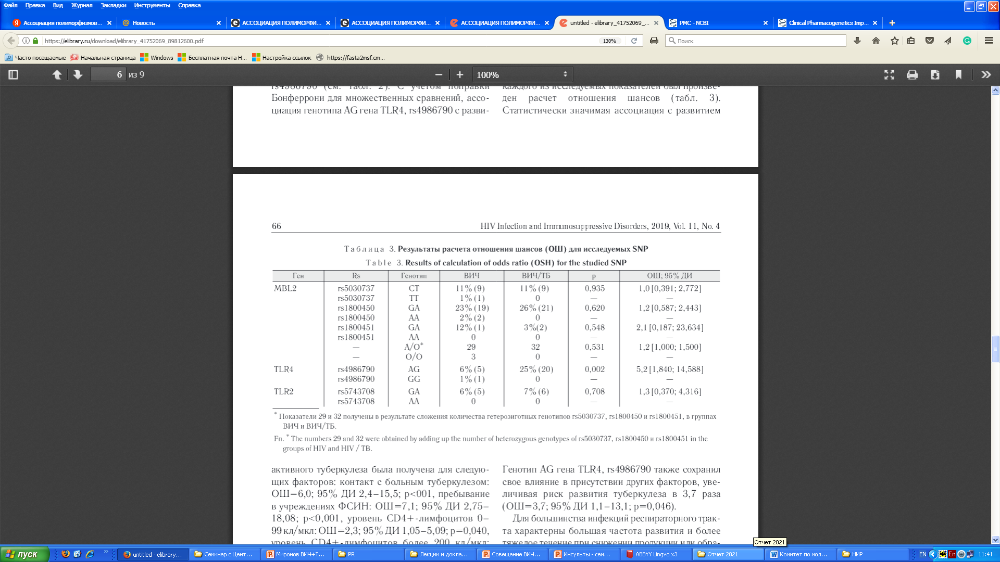 Файл Правка Вид Журнал Закладки Инструменты Справка
Ассоциация полиморфизмов... Новость АССОЦИАЦИЯ ПОЛИМОРФИ... АССОЦИАЦИЯ ПОЛИМОРФИ... АССОЦИАЦИЯ ПОЛИМОРФИ... untitled - elibrary_41752069_... PMC - NCBI Clinical Pharmacogenetics Imp...
https://elibrary.ru/download/elibrary_41752069_89812600.pdf 130% Поиск
Часто посещаемые Начальная страница Windows Бесплатная почта H... Настройка ссылок https://fasta2msf.cm...
6 из 9 100%
rs4986790 (см. табл. 2). С учетом поправки
Бонферрони для множественных сравнений, ассо-
циация генотипа AG гена TLR4, rs4986790 с разви-
каждого из исследуемых показателей был произве-
ден расчет отношения шансов (табл. 3).
Статистически значимая ассоциация с развитием
66 HIV Infection and Immunosuppressive Disorders, 2019, Vol. 11, No. 4
Таблица 3. Результаты расчета отношения шансов (ОШ) для исследуемых SNP
Table 3. Results of calculation of odds ratio (OSH) for the studied SNP
Ген Rs Генотип ВИЧ ВИЧ/ТБ p ОШ; 95% ДИ
MBL2 rs5030737 CT 11% (9) 11% (9) 0,935 1,0 [0,391; 2,772]
rs5030737 TT 1% (1) 0 — —
rs1800450 GA 23% (19) 26% (21) 0,620 1,2 [0,587; 2,443]
rs1800450 AA 2% (2) 0 — —
rs1800451 GA 12% (1) 3%(2) 0,548 2,1 [0,187; 23,634]
rs1800451 AA 0 0 — —
— A/O* 29 32 0,531 1,2 [1,000; 1,500]
— O/O 3 0 — —
TLR4 rs4986790 AG 6% (5) 25% (20) 0,002 5,2 [1,840; 14,588]
rs4986790 GG 1% (1) 0 — —
TLR2 rs5743708 GA 6% (5) 7% (6) 0,708 1,3 [0,370; 4,316]
rs5743708 AA 0 0 — —
* Показатели 29 и 32 получены в результате сложения количества гетерозиготных генотипов rs5030737, rs1800450 и rs1800451, в группах
ВИЧ и ВИЧ/ТБ.
Fn. * The numbers 29 and 32 were obtained by adding up the number of heterozygous genotypes of rs5030737, rs1800450 и rs1800451 in the
groups of HIV and HIV / TB.
активного туберкулеза была получена для следую-
щих факторов: контакт с больным туберкулезом:
ОШ=6,0; 95% ДИ 2,4–15,5; p<001, пребывание
в учреждениях ФСИН: ОШ=7,1; 95% ДИ 2,75–
18,08; p<0,001, уровень CD4+-лимфоцитов 0–
99 кл/мкл: ОШ=2,3; 95% ДИ 1,05–5,09; p=0,040,
уровень CD4+-лимфоцитов более 200 кл/мкл:
Генотип AG гена TLR4, rs4986790 также сохранил
свое влияние в присутствии других факторов, уве-
личивая риск развития туберкулеза в 3,7 раза
(ОШ=3,7; 95% ДИ 1,1–13,1; p=0,046).
Для большинства инфекций респираторного трак-
та характерны большая частота развития и более
тяжелое течение при снижении продукции или обра-
Отчет 2021
пуск untitled - elibrary... Семинар с Цент... Миронов ВИЧ+Т... PR Лекции и докла... Совещание ВИЧ... Инсульты - сем... ABBYY Lingvo x3 Отчет 2021 Комитет по мол... НИР EN En 11:41